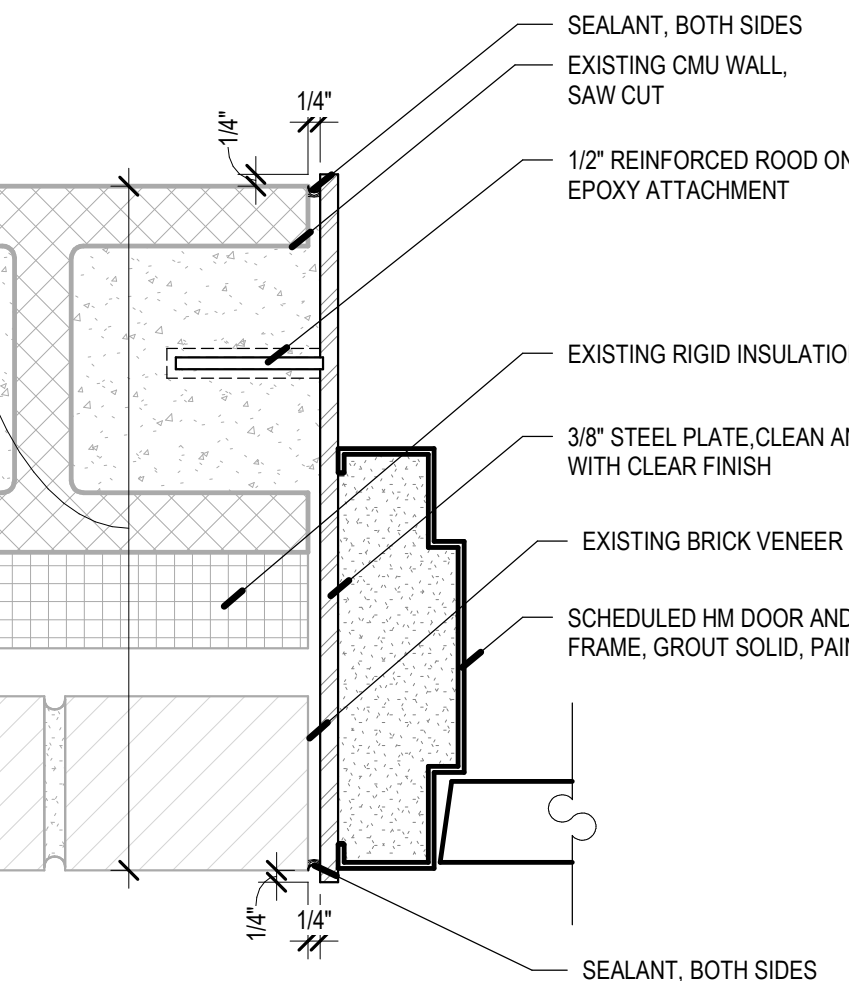 SEALANT, BOTH SIDES
EXISTING CMU WALL,
SAW CUT
1/4"
1/4"
1/2" REINFORCED ROOD ON
EPOXY ATTACHMENT
EXISTING RIGID INSULATIO
3/8" STEEL PLATE,CLEAN AN
WITH CLEAR FINISH
EXISTING BRICK VENEER
SCHEDULED HM DOOR AND
FRAME, GROUT SOLID, PAIN
1/4"
1/4"
SEALANT, BOTH SIDES